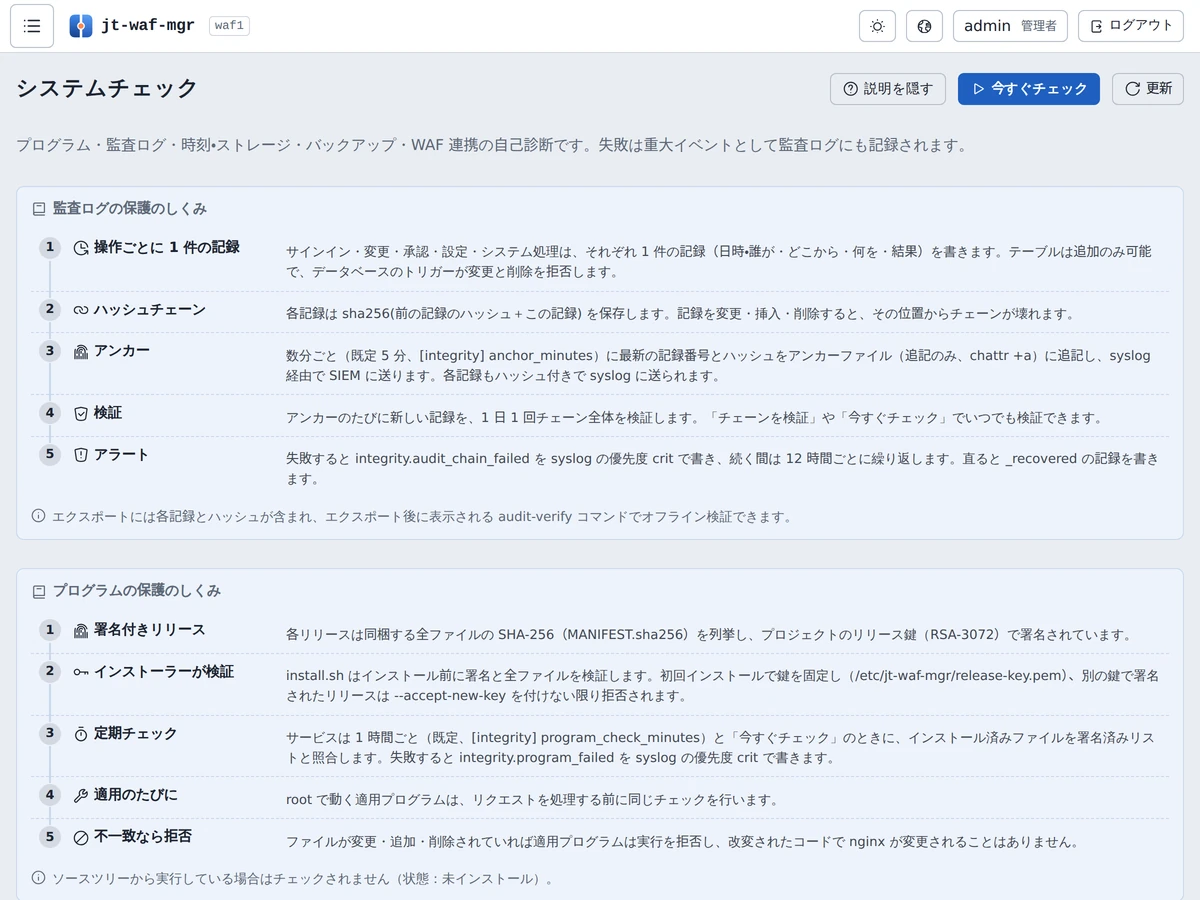 jt-waf-mgr waf1 admin 管理者 ログアウト
システムチェック 説明を隠す 今すぐチェック 更新
プログラム・監査ログ・時刻・ストレージ・バックアップ・WAF 連携の自己診断です。失敗は重大イベントとして監査ログにも記録されます。
監査ログの保護のしくみ
1 操作ごとに 1 件の記録 サインイン・変更・承認・設定・システム処理は、それぞれ 1 件の記録（日時・誰が・どこから・何を・結果）を書きます。テーブルは追加のみ可能
で、データベースのトリガーが変更と削除を拒否します。
2 ハッシュチェーン 各記録は sha256(前の記録のハッシュ + この記録) を保存します。記録を変更・挿入・削除すると、その位置からチェーンが壊れます。
3 アンカー 数分ごと（既定 5 分、[integrity] anchor_minutes）に最新の記録番号とハッシュをアンカーファイル（追記のみ、chattr +a）に追記し、syslog
経由で SIEM に送ります。各記録もハッシュ付きで syslog に送られます。
4 検証 アンカーのたびに新しい記録を、1 日 1 回チェーン全体を検証します。「チェーンを検証」や「今すぐチェック」でいつでも検証できます。
5 アラート 失敗すると integrity.audit_chain_failed を syslog の優先度 crit で書き、続く間は 12 時間ごとに繰り返します。直ると _recovered の記録を書き
ます。
エクスポートには各記録とハッシュが含まれ、エクスポート後に表示される audit-verify コマンドでオフライン検証できます。
プログラムの保護のしくみ
1 署名付きリリース 各リリースは同梱する全ファイルの SHA-256（MANIFEST.sha256）を列挙し、プロジェクトのリリース鍵（RSA-3072）で署名されています。
2 インストーラーが検証 install.sh はインストール前に署名と全ファイルを検証します。初回インストールで鍵を固定し（/etc/jt-waf-mgr/release-key.pem）、別の鍵で署名
されたリリースは --accept-new-key を付けない限り拒否されます。
3 定期チェック サービスは 1 時間ごと（既定、[integrity] program_check_minutes）と「今すぐチェック」のときに、インストール済みファイルを署名済みリス
トと照合します。失敗すると integrity.program_failed を syslog の優先度 crit で書きます。
4 適用のたびに root で動く適用プログラムは、リクエストを処理する前に同じチェックを行います。
5 不一致なら拒否 ファイルが変更・追加・削除されていれば適用プログラムは実行を拒否し、改変されたコードで nginx が変更されることはありません。
ソースツリーから実行している場合はチェックされません（状態：未インストール）。